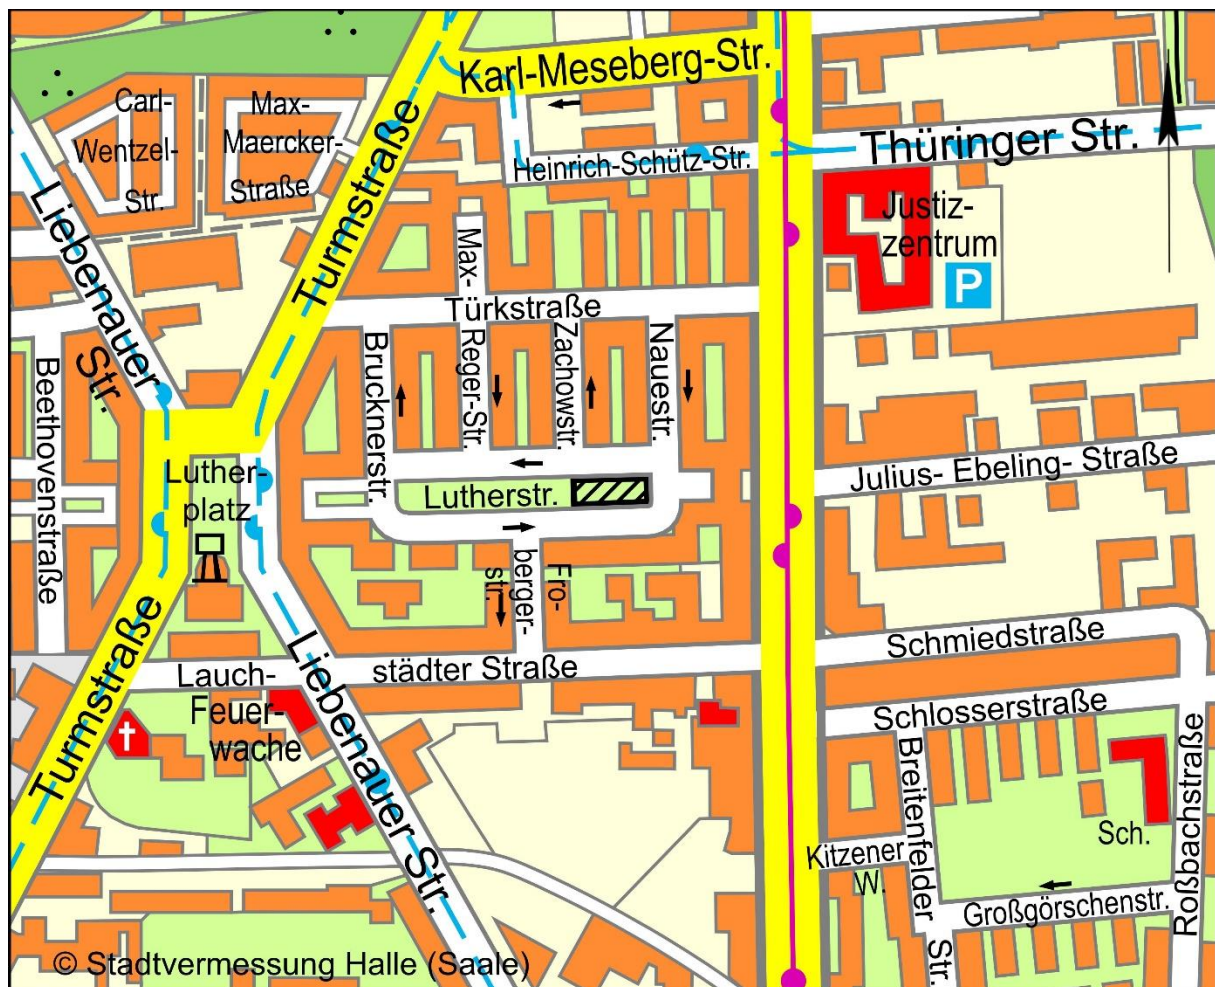 Karl-Meseberg-Str.
Carl-
Wentzel-
Str.
Max-
Maercker-
Straße
Turmstraße
Heinrich-Schütz-Str.
Thüringer Str.
Liebenauer
Str.
Justiz-
zentrum
P
Max-
Reger-Str.
Türkstraße
Brucknerstr.
Zachowstr.
Nauestr.
Beethovenstraße
Luther-
platz
Lutherstr.
Julius- Ebeling- Straße
Fro-
berger-
str.
Turmstraße
Lauch-
städter Straße
Liebenauer Str.
Schmiedstraße
Feuer-
wache
Schlosserstraße
Breitenfelder Str.
Roßbachstraße
Sch.
Kitzener
W.
Großgörschenstr.
© Stadtvermessung Halle (Saale)